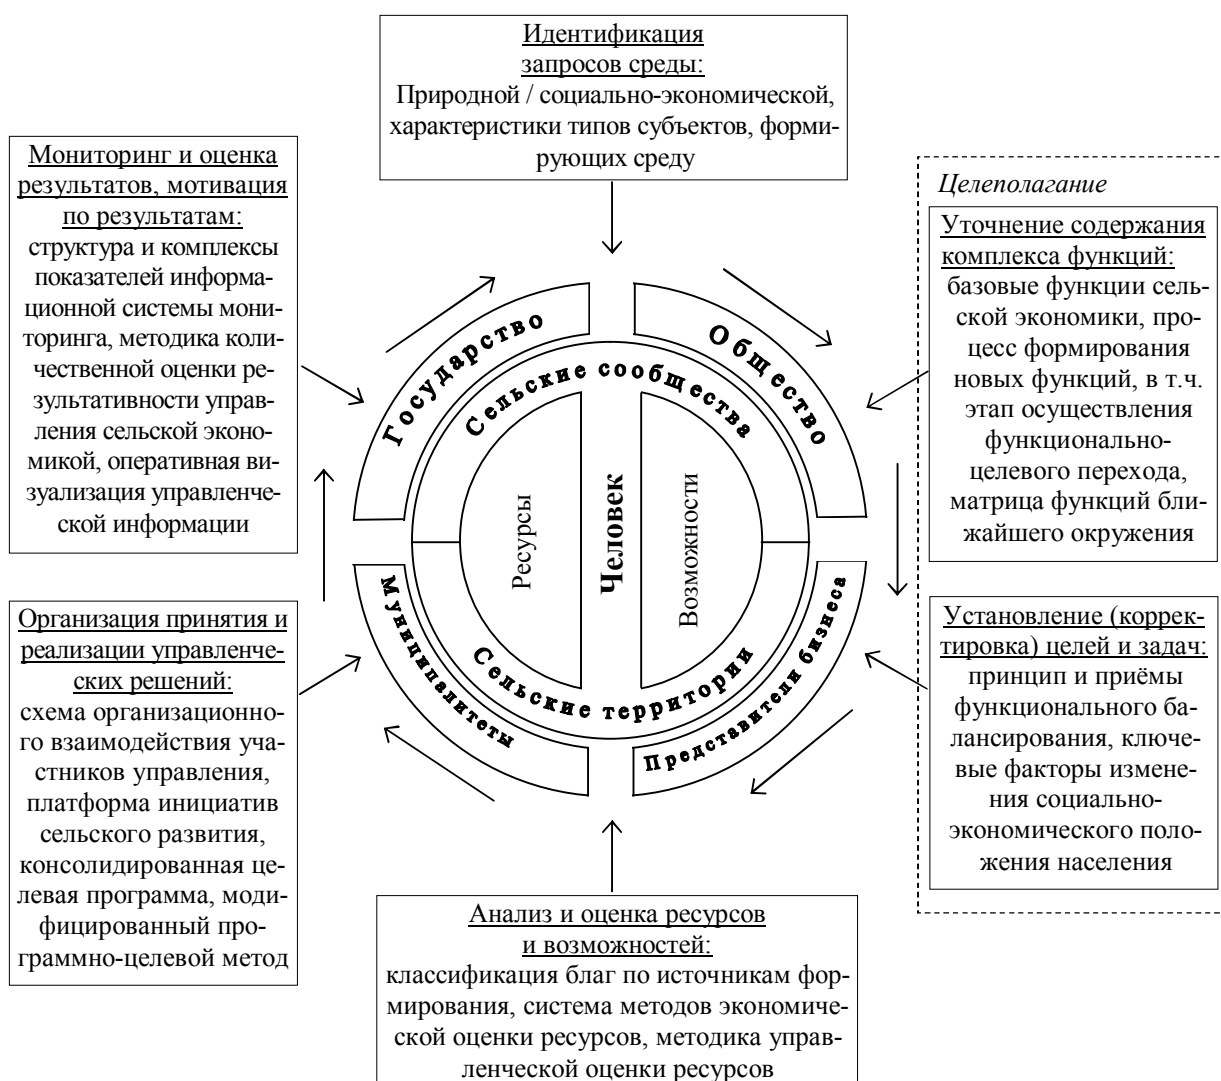 Идентификация
запросов среды:
Природной / социально-экономической,
характеристики типов субъектов, форми-
рующих среду
Мониторинг и оценка
результатов, мотивация
по результатам:
структура и комплексы
показателей информа-
ционной системы мони-
торинга, методика коли-
чественной оценки ре-
зультативности управ-
ления сельской эконо-
микой, оперативная ви-
зуализация управленче-
ской информации
Целеполагание
Уточнение содержания
комплекса функций:
базовые функции сель-
ской экономики, про-
цесс формирования
новых функций, в т.ч.
этап осуществления
функционально-
целевого перехода,
матрица функций бли-
жайшего окружения
Государство
Общество
Сельские сообщества
Ресурсы
Человек
Возможности
Сельские территории
Муниципалитеты
Представители бизнеса
Организация принятия и
реализации управленче-
ских решений:
схема организационно-
го взаимодействия уча-
стников управления,
платформа инициатив
сельского развития,
консолидированная це-
левая программа, моди-
фицированный про-
граммно-целевой метод
Установление (коррек-
тировка) целей и задач:
принцип и приёмы
функционального ба-
лансирования, ключе-
вые факторы измене-
ния социально-
экономического поло-
жения населения
Анализ и оценка ресурсов
и возможностей:
классификация благ по источникам фор-
мирования, система методов экономиче-
ской оценки ресурсов, методика управ-
ленческой оценки ресурсов